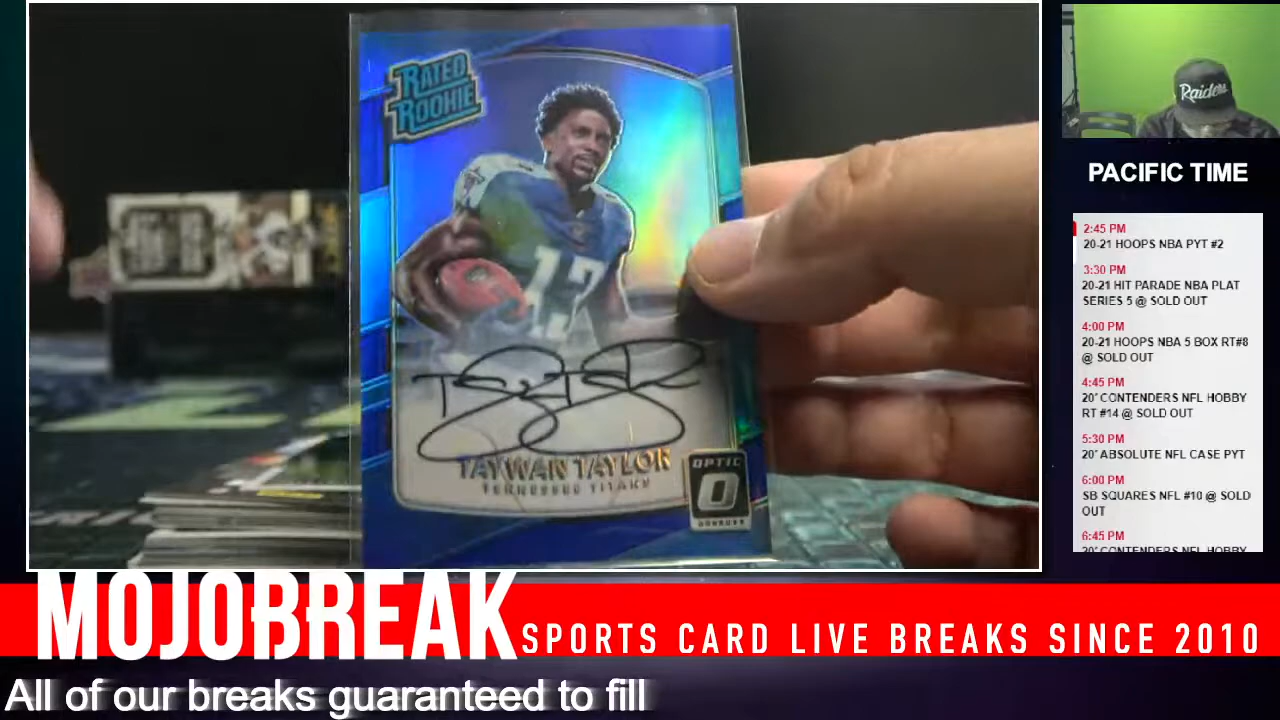 RATED
ROOKIE
13
TAYWAN TAYLOR
TENNESSEE TITANS
OPTIC
O
DONRUSS
Raiders
PACIFIC TIME
2:45 PM
20-21 HOOPS NBA PYT #2
3:30 PM
20-21 HIT PARADE NBA PLAT
SERIES 5 @ SOLD OUT
4:00 PM
20-21 HOOPS NBA 5 BOX RT#8
@ SOLD OUT
4:45 PM
20' CONTENDERS NFL HOBBY
RT #14 @ SOLD OUT
5:30 PM
20' ABSOLUTE NFL CASE PYT
6:00 PM
SB SQUARES NFL #10 @ SOLD
OUT
6:45 PM
20' CONTENDERS NFL HOBBY
MOJOBREAK
SPORTS CARD LIVE BREAKS SINCE 2010
All of our breaks guaranteed to fill